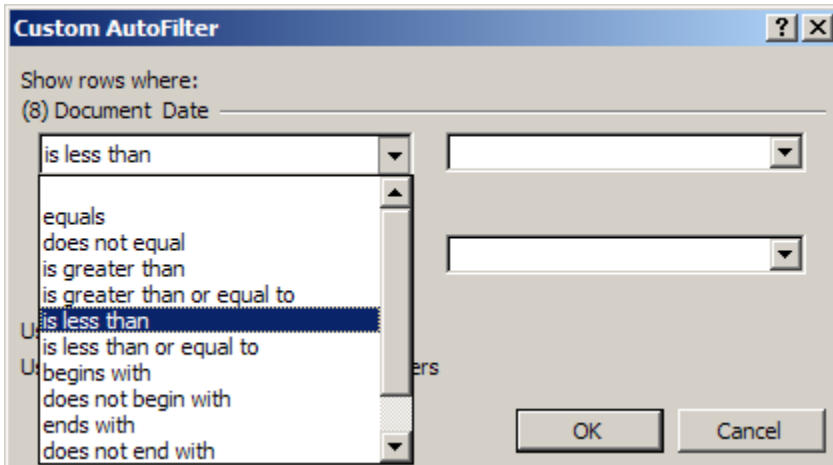 Custom AutoFilter
Show rows where:
(8) Document Date
is less than
equals
does not equal
is greater than
is greater than or equal to
is less than
is less than or equal to
begins with
does not begin with
ends with
does not end with
OK Cancel